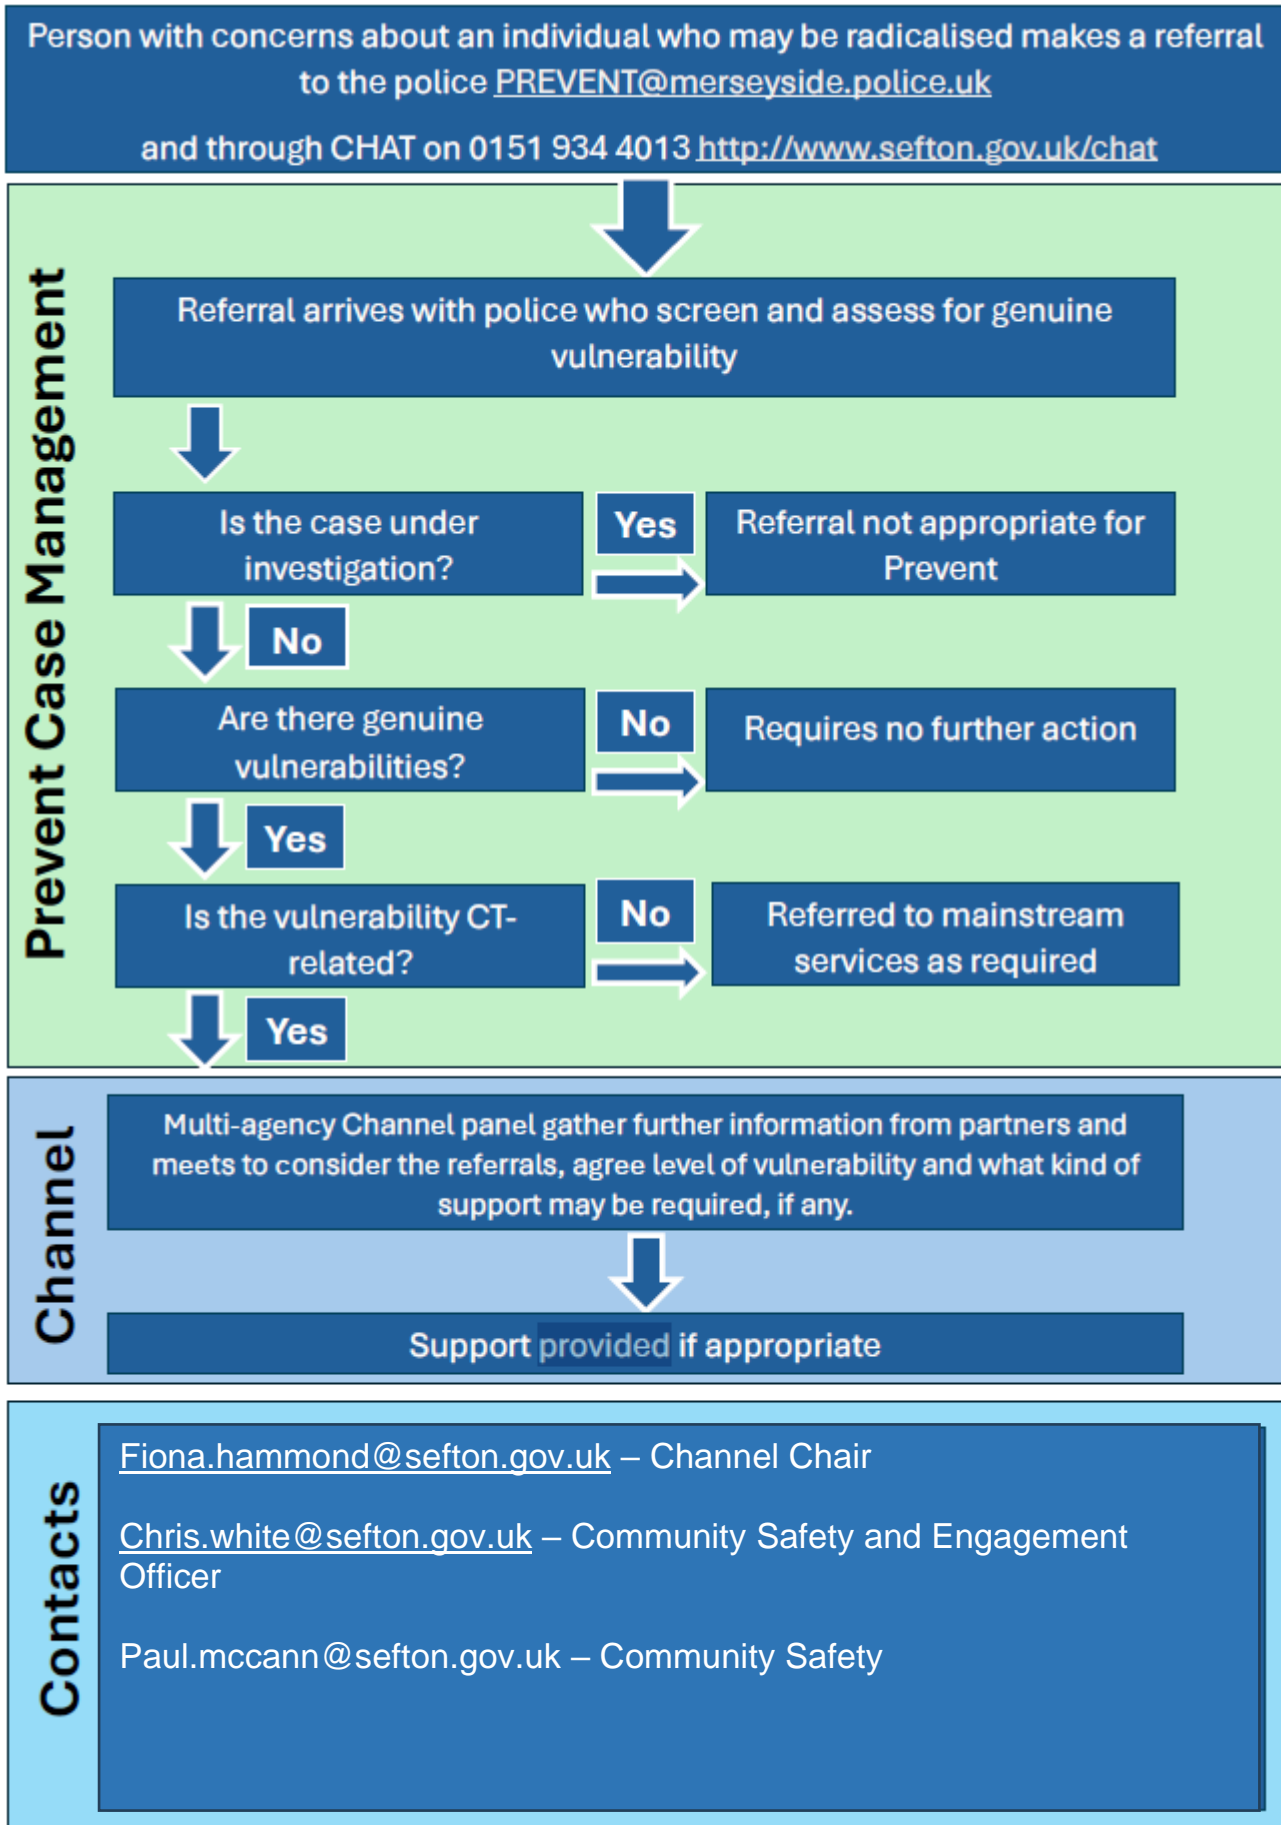 Person with concerns about an individual who may be radicalised makes a referral
to the police PREVENT@merseyside.police.uk
and through CHAT on 0151 934 4013 http://www.sefton.gov.uk/chat
Prevent Case Management
Referral arrives with police who screen and assess for genuine
vulnerability
Is the case under
investigation?
Yes
Referral not appropriate for
Prevent
No
Are there genuine
vulnerabilities?
No
Requires no further action
Yes
Is the vulnerability CT-
related?
No
Referred to mainstream
services as required
Yes
Channel
Multi-agency Channel panel gather further information from partners and
meets to consider the referrals, agree level of vulnerability and what kind of
support may be required, if any.
Support provided if appropriate
Contacts
Fiona.hammond@sefton.gov.uk – Channel Chair
Chris.white@sefton.gov.uk – Community Safety and Engagement
Officer
Paul.mccann@sefton.gov.uk – Community Safety